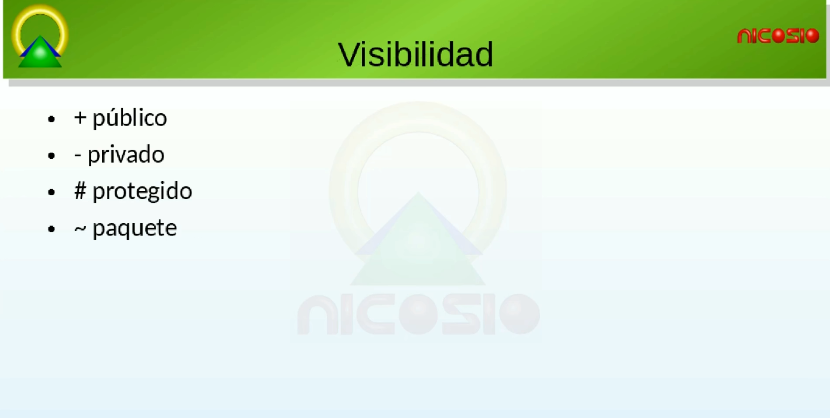 Visibilidad
NICOSIO
• + público
• - privado
• # protegido
• ~ paquete
NICOSIO